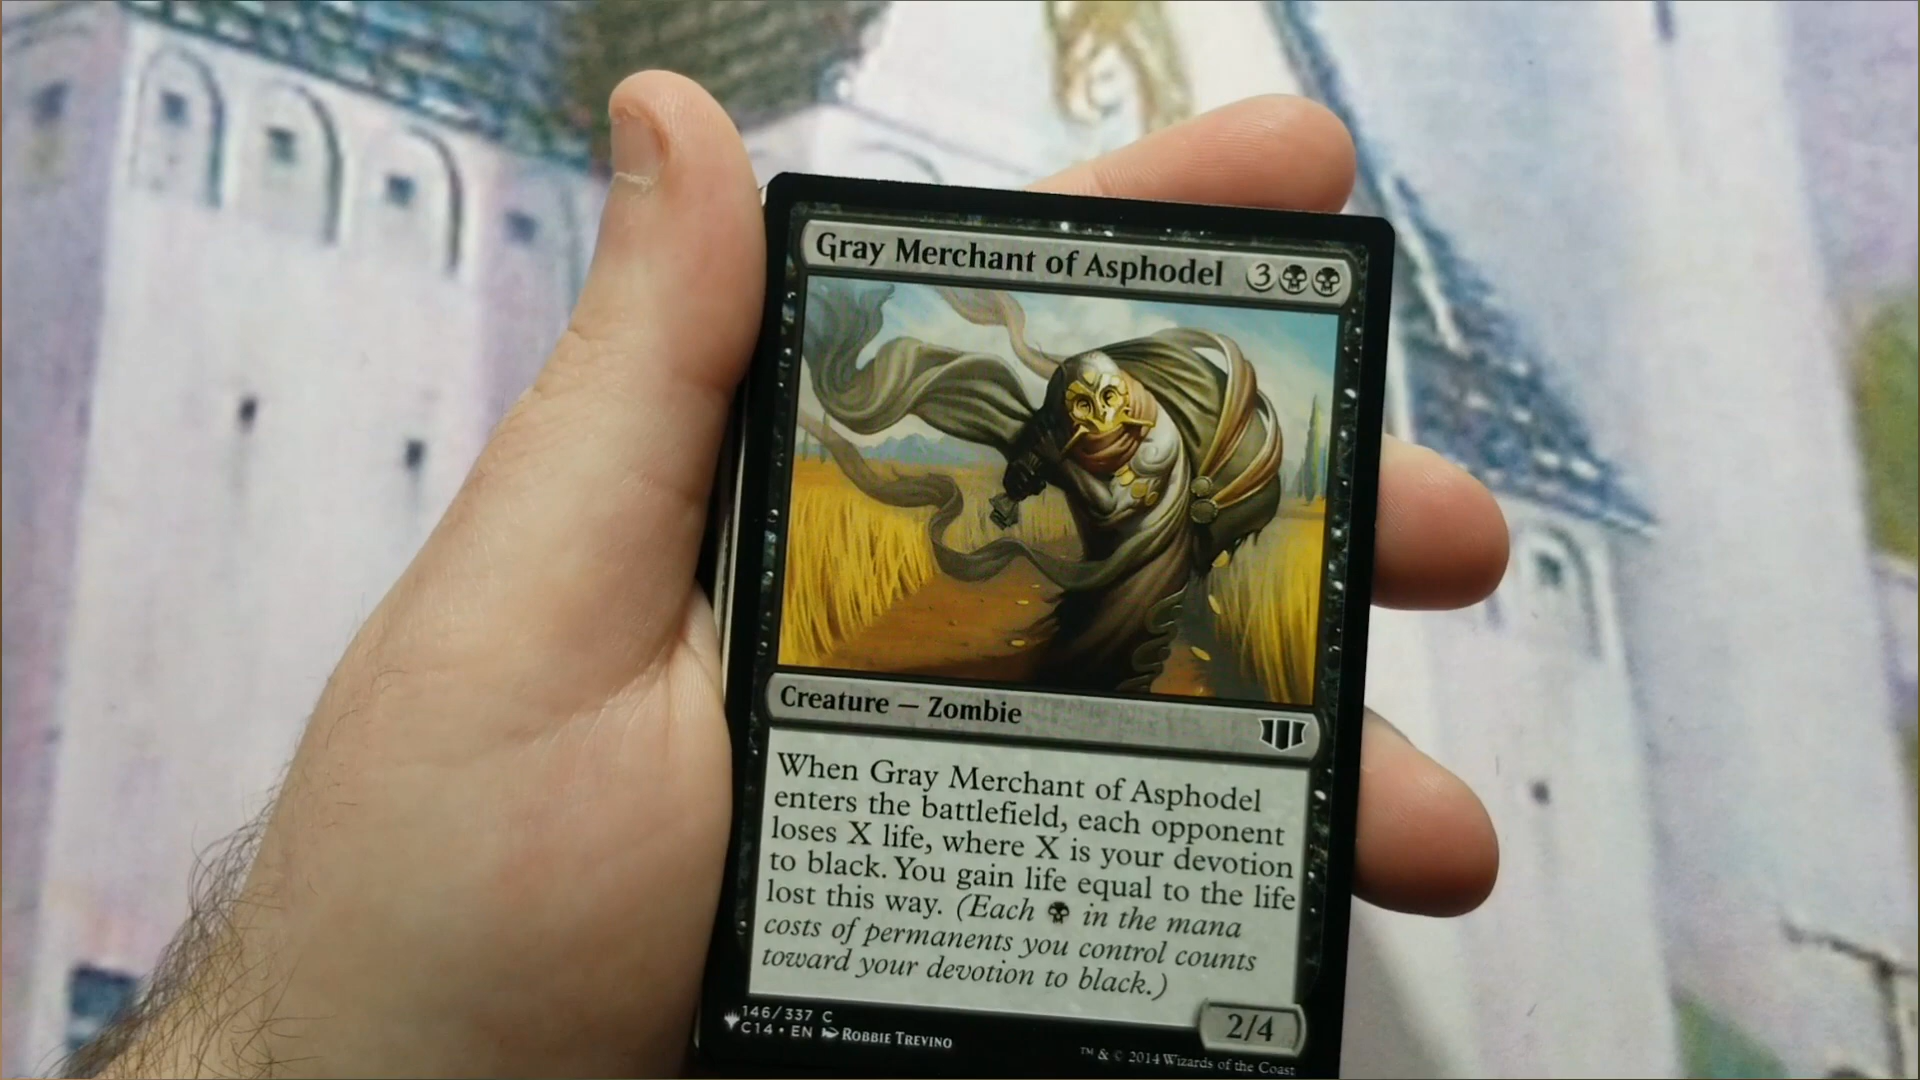 Gray Merchant of Asphodel 3
Creature — Zombie
When Gray Merchant of Asphodel
enters the battlefield, each opponent
loses X life, where X is your devotion
to black. You gain life equal to the life
lost this way. (Each in the mana
costs of permanents you control counts
toward your devotion to black.)
2/4
146/337 C
C14 • EN Robbie Trevino
™ & © 2014 Wizards of the Coast